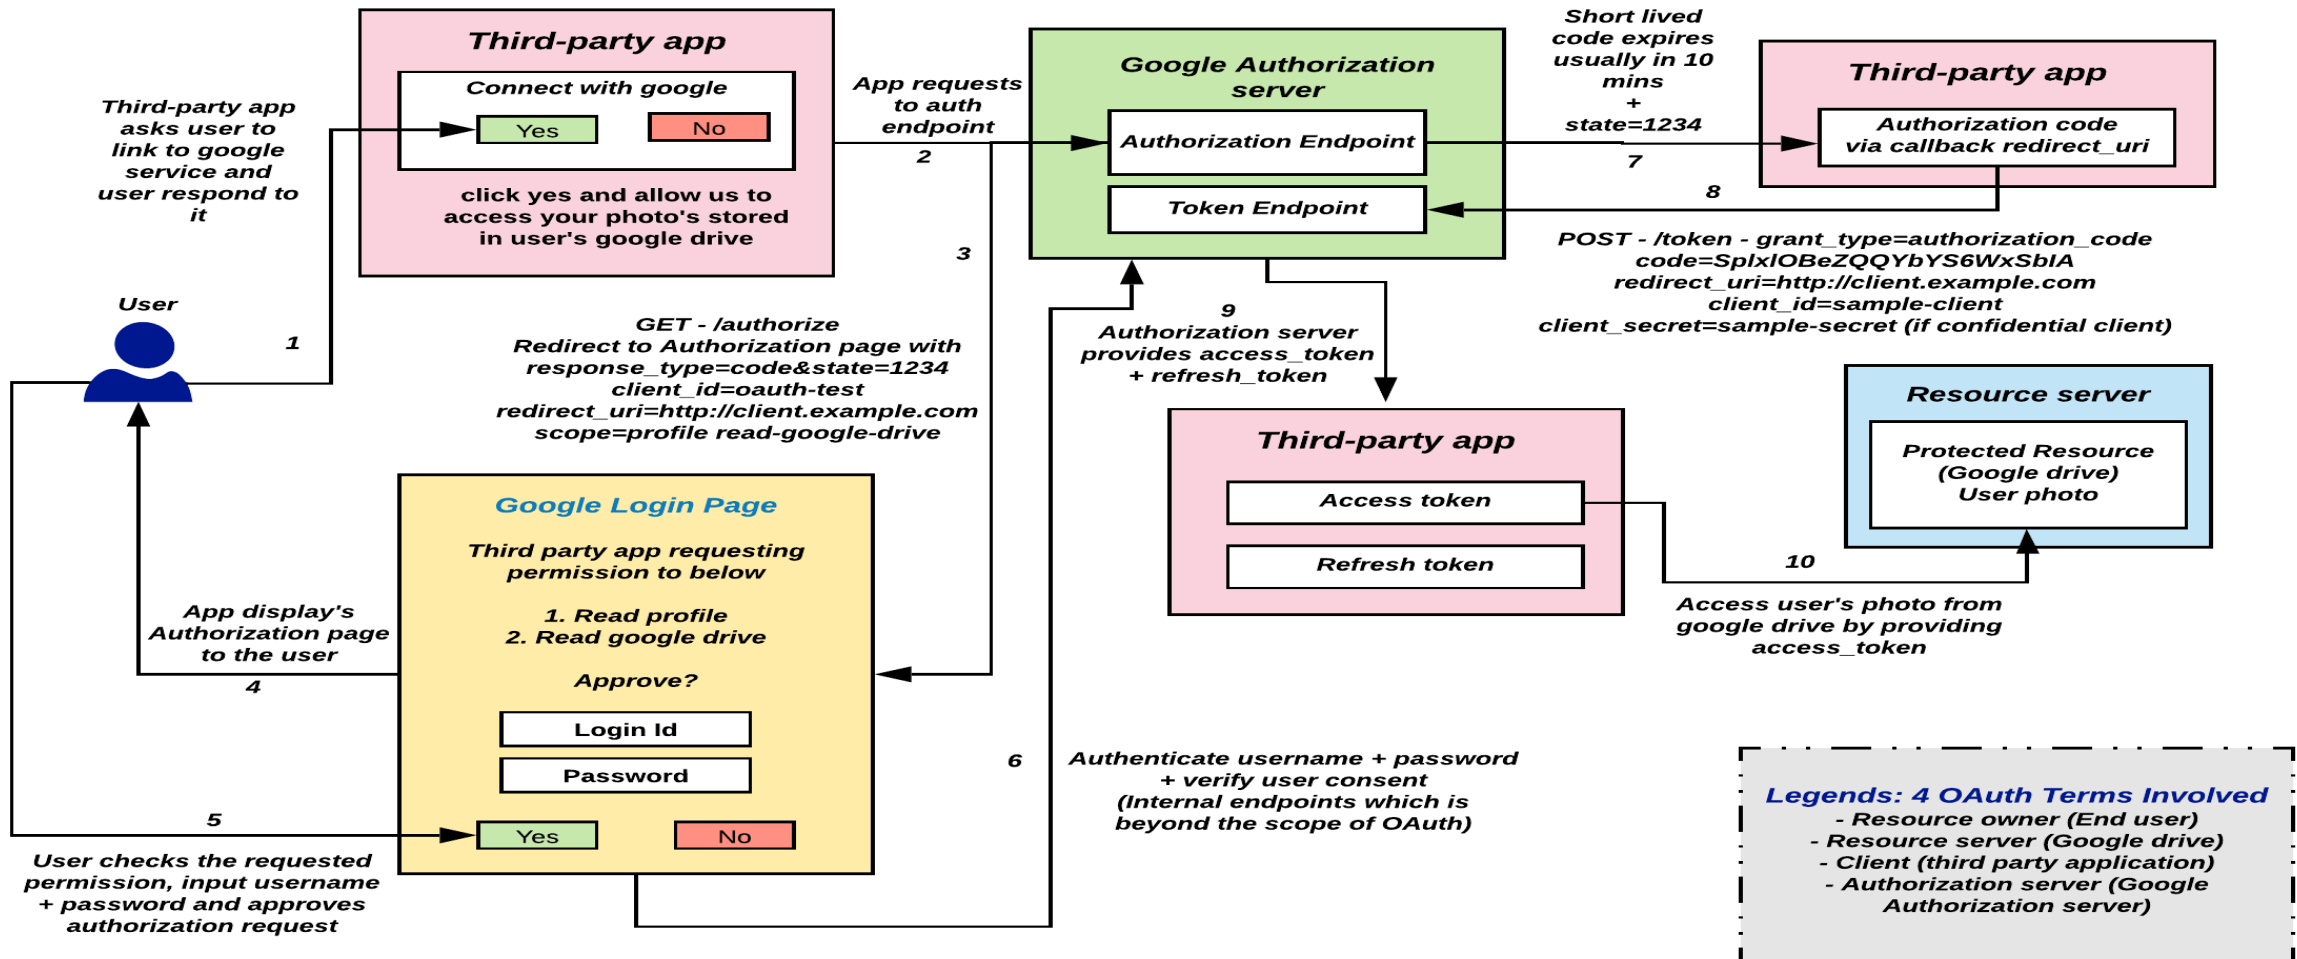 Third-party app
asks user to
link to google
service and
user respond to
it
User
1
Third-party app
Connect with google
Yes
No
click yes and allow us to
access your photo's stored
in user's google drive
App requests
to auth
endpoint
2
Google Authorization
server
Authorization Endpoint
Token Endpoint
Short lived
code expires
usually in 10
mins
+
state=1234
7
Third-party app
Authorization code
via callback redirect_uri
8
POST - /token - grant_type=authorization_code
code=SplxlOBeZQQYbYS6WxSbIA
redirect_uri=http://client.example.com
client_id=sample-client
client_secret=sample-secret (if confidential client)
3
GET - /authorize
Redirect to Authorization page with
response_type=code&state=1234
client_id=oauth-test
redirect_uri=http://client.example.com
scope=profile read-google-drive
9
Authorization server
provides access_token
+ refresh_token
Third-party app
Access token
Refresh token
Resource server
Protected Resource
(Google drive)
User photo
10
Access user's photo from
google drive by providing
access_token
Google Login Page
Third party app requesting
permission to below
1. Read profile
2. Read google drive
Approve?
Login Id
Password
Yes
No
App display's
Authorization page
to the user
4
5
User checks the requested
permission, input username
+ password and approves
authorization request
6
Authenticate username + password
+ verify user consent
(Internal endpoints which is
beyond the scope of OAuth)
Legends: 4 OAuth Terms Involved
- Resource owner (End user)
- Resource server (Google drive)
- Client (third party application)
- Authorization server (Google
Authorization server)